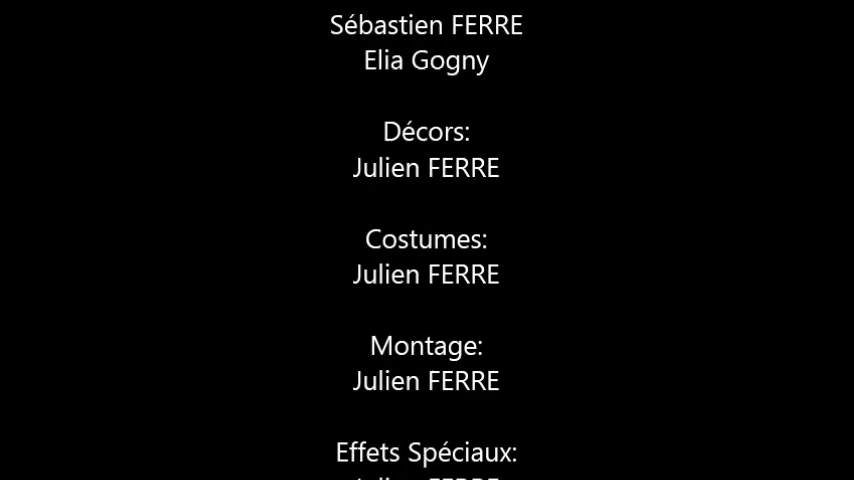 Sébastien FERRE
Elia Gogny
Décors:
Julien FERRE
Costumes:
Julien FERRE
Montage:
Julien FERRE
Effets Spéciaux: